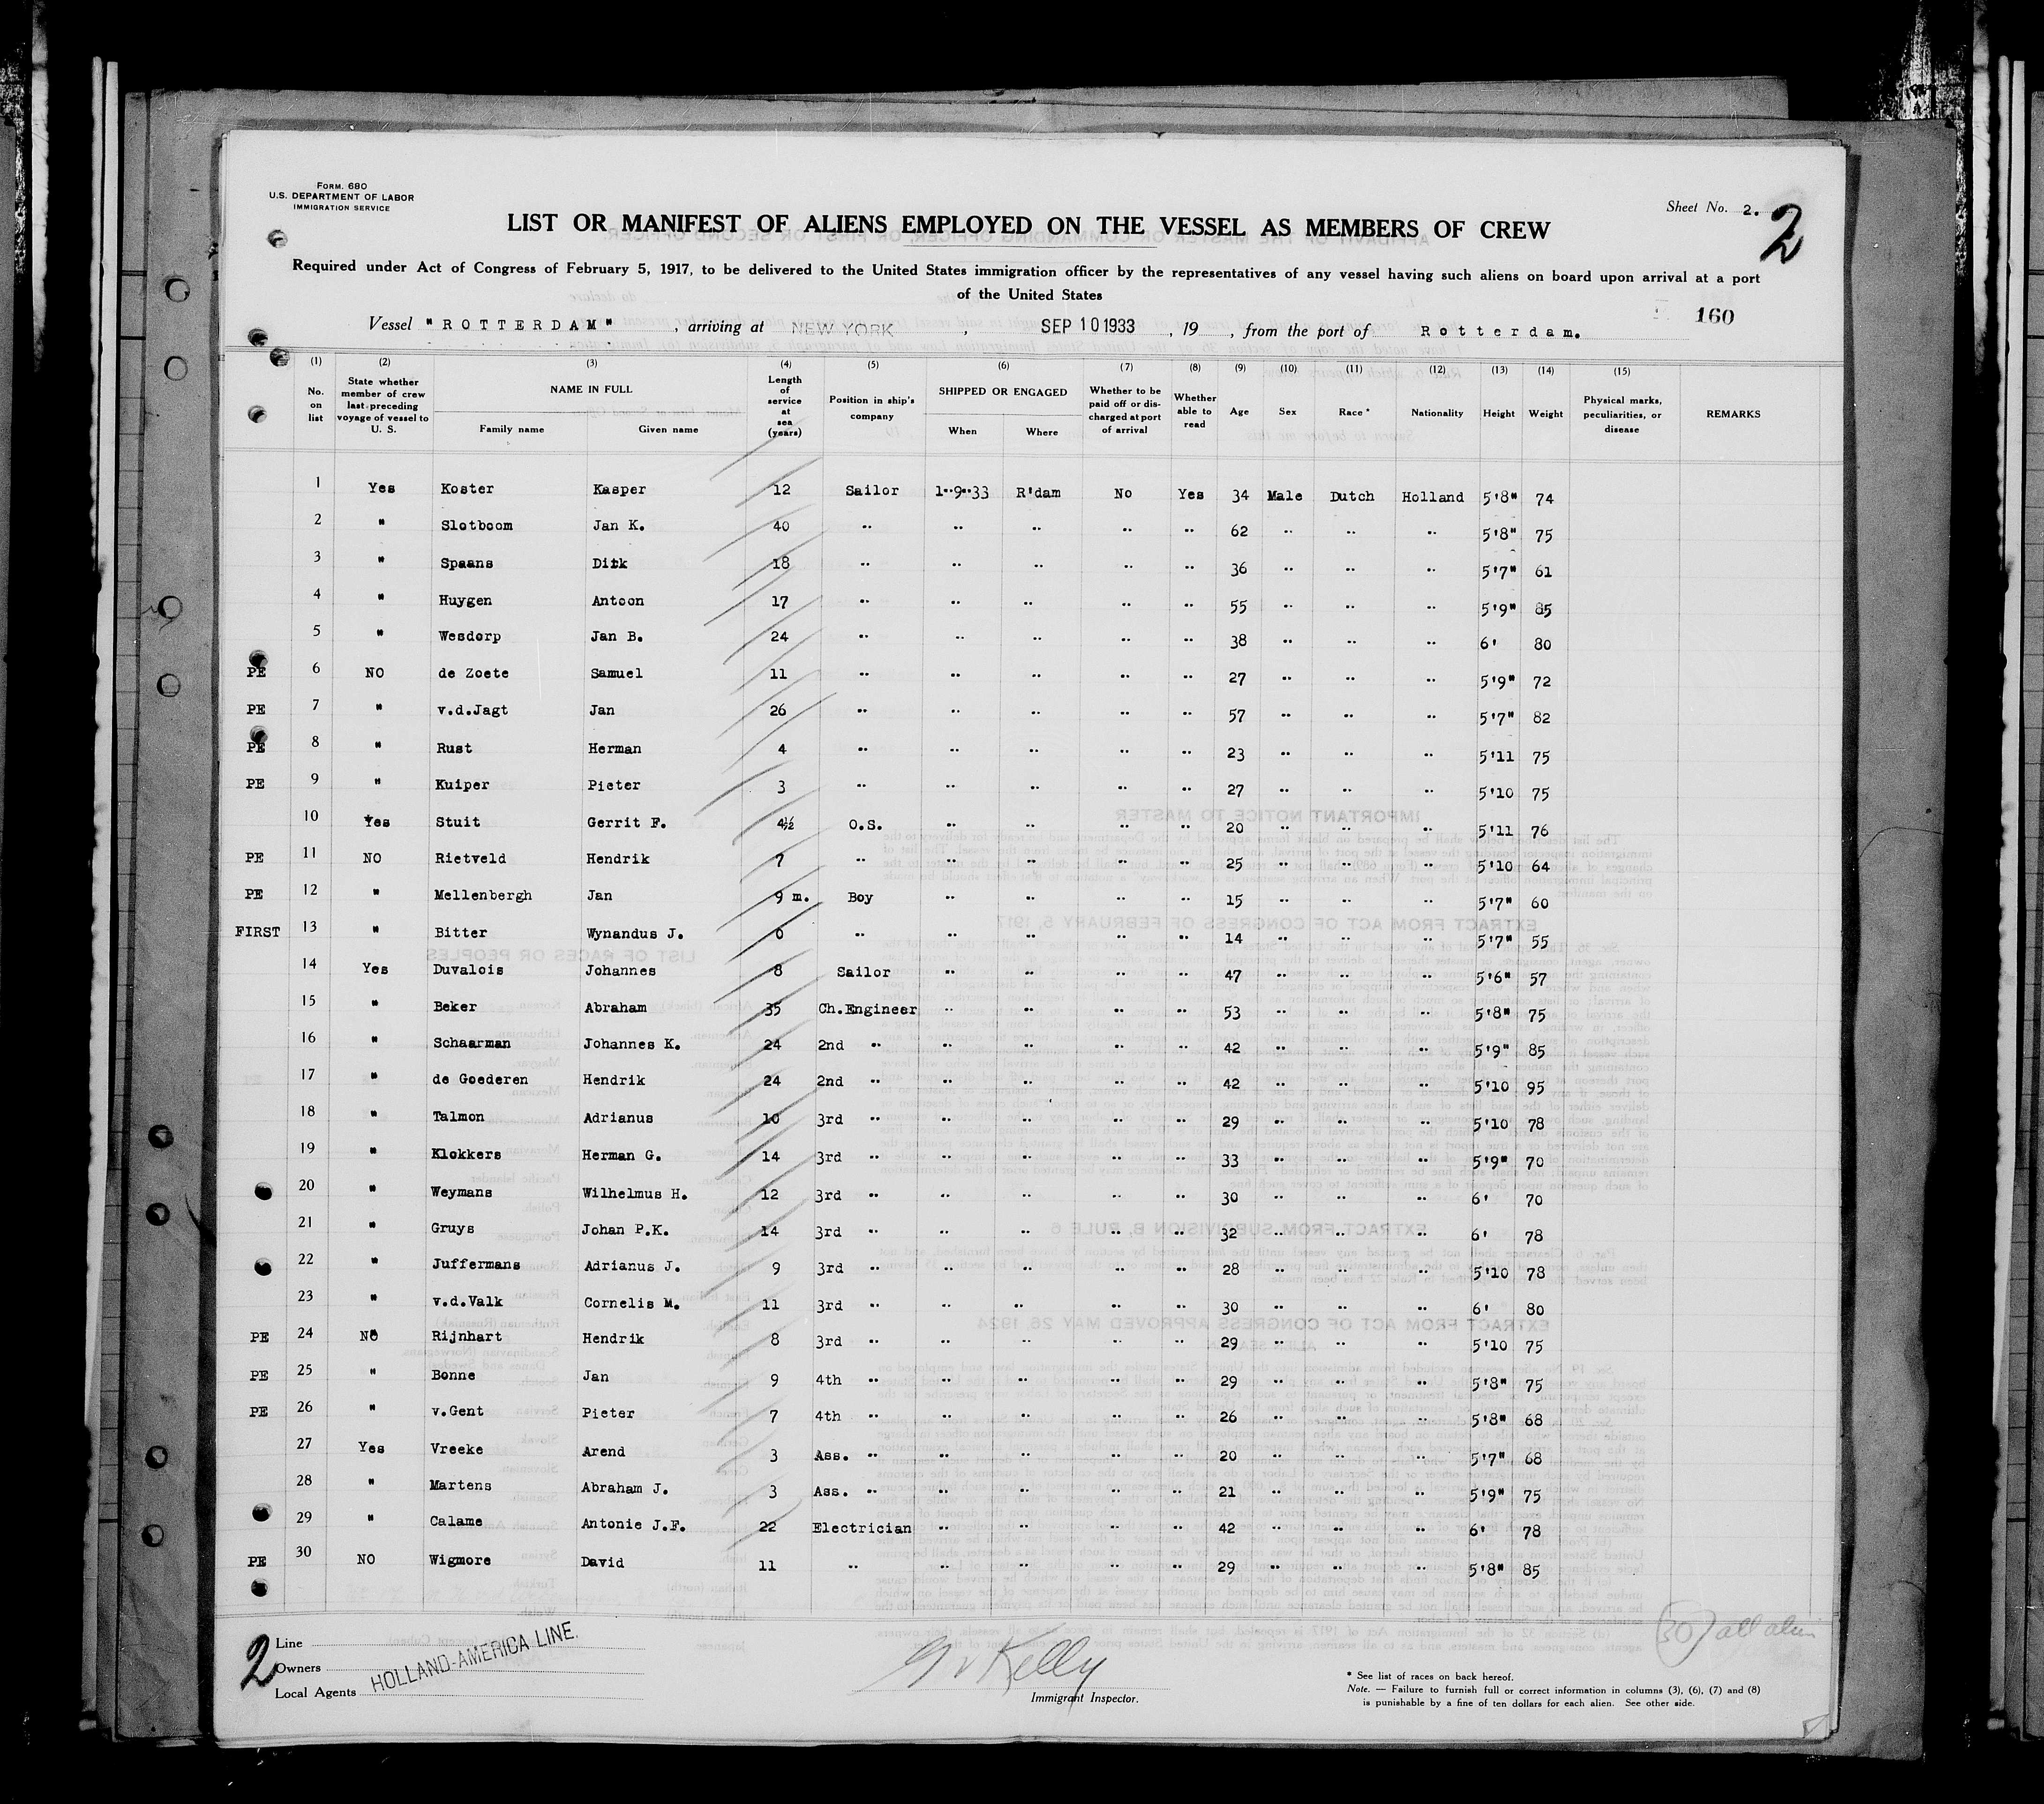 FORM. 680
U.S. DEPARTMENT OF LABOR
IMMIGRATION SERVICE
Sheet No. 2. 2
LIST OR MANIFEST OF ALIENS EMPLOYED ON THE VESSEL AS MEMBERS OF CREW
Required under Act of Congress of February 5, 1917, to be delivered to the United States immigration officer by the representatives of any vessel having such aliens on board upon arrival at a port
of the United States
160
Vessel "ROTTERDAM" , arriving at NEW YORK , SEP 10 1933 , 19 , from the port of Rotterdam.
(1) (2) (3) (4) (5) (6) (7) (8) (9) (10) (11) (12) (13) (14) (15)
No. on list State whether member of crew last preceding voyage of vessel to U. S. NAME IN FULL Family name Given name Length of service at sea (years) Position in ship's company SHIPPED OR ENGAGED When Where Whether to be paid off or discharged at port of arrival Whether able to read Age Sex Race * Nationality Height Weight Physical marks, peculiarities, or disease REMARKS
1 Yes Koster Kasper 12 Sailor 1--9--33 R'dam No Yes 34 Male Dutch Holland 5'8" 74
2 " Slotboom Jan K. 40 -- -- -- -- -- 62 -- -- -- 5'8" 75
3 " Spaans Dirk 18 -- -- -- -- -- 36 -- -- -- 5'7" 61
4 " Huygen Antoon 17 -- -- -- -- -- 55 -- -- -- 5'9" 85
5 " Wesdorp Jan B. 24 -- -- -- -- -- 38 -- -- -- 6' 80
PE 6 NO de Zoete Samuel 11 -- -- -- -- -- 27 -- -- -- 5'9" 72
PE 7 " v.d.Jagt Jan 26 -- -- -- -- -- 57 -- -- -- 5'7" 82
PE 8 " Rust Herman 4 -- -- -- -- -- 23 -- -- -- 5'11 75
PE 9 " Kuiper Pieter 3 -- -- -- -- -- 27 -- -- -- 5'10 75
10 Yes Stuit Gerrit F. 4½ O.S. -- -- -- -- 20 -- -- -- 5'11 76
PE 11 NO Rietveld Hendrik 7 -- -- -- -- -- 25 -- -- -- 5'10 64
PE 12 " Mellenbergh Jan 9 m. Boy -- -- -- -- 15 -- -- -- 5'7" 60
FIRST 13 " Bitter Wynandus J. 0 -- -- -- -- -- 14 -- -- -- 5'7" 55
14 Yes Duvalois Johannes 8 Sailor -- -- -- -- 47 -- -- -- 5'6" 57
15 " Beker Abraham 35 Ch.Engineer -- -- -- -- 53 -- -- -- 5'8" 75
16 " Schaarman Johannes K. 24 2nd -- -- -- -- -- 42 -- -- -- 5'9" 85
17 " de Goederen Hendrik 24 2nd -- -- -- -- -- 42 -- -- -- 5'10 95
18 " Talmon Adrianus 10 3rd -- -- -- -- -- 29 -- -- -- 5'10 78
19 " Klokkers Herman G. 14 3rd -- -- -- -- -- 33 -- -- -- 5'9" 70
20 " Weymans Wilhelmus H. 12 3rd -- -- -- -- -- 30 -- -- -- 6' 70
21 " Gruys Johan P.K. 14 3rd -- -- -- -- -- 32 -- -- -- 6' 78
22 " Juffermans Adrianus J. 9 3rd -- -- -- -- -- 28 -- -- -- 5'10 78
23 " v.d.Valk Cornelis M. 11 3rd -- -- -- -- -- 30 -- -- -- 6' 80
PE 24 NO Rijnhart Hendrik 8 3rd -- -- -- -- -- 29 -- -- -- 5'10 75
PE 25 " Bonne Jan 9 4th -- -- -- -- -- 29 -- -- -- 5'8" 75
PE 26 " v.Gent Pieter 7 4th -- -- -- -- -- 26 -- -- -- 5'8" 68
27 Yes Vreeke Arend 3 Ass. -- -- -- -- -- 20 -- -- -- 5'7" 68
28 " Martens Abraham J. 3 Ass. -- -- -- -- -- 21 -- -- -- 5'9" 75
29 " Calame Antonie J.F. 22 Electrician -- -- -- -- 42 -- -- -- 6' 78
PE 30 NO Wigmore David 11 -- -- -- -- -- 29 -- -- -- 5'8" 85
(30) all alien
2 Line
Owners HOLLAND-AMERICA LINE.
Local Agents
Kelly
Immigrant Inspector.
* See list of races on back hereof.
Note. — Failure to furnish full or correct information in columns (3), (6), (7) and (8)
is punishable by a fine of ten dollars for each alien. See other side.